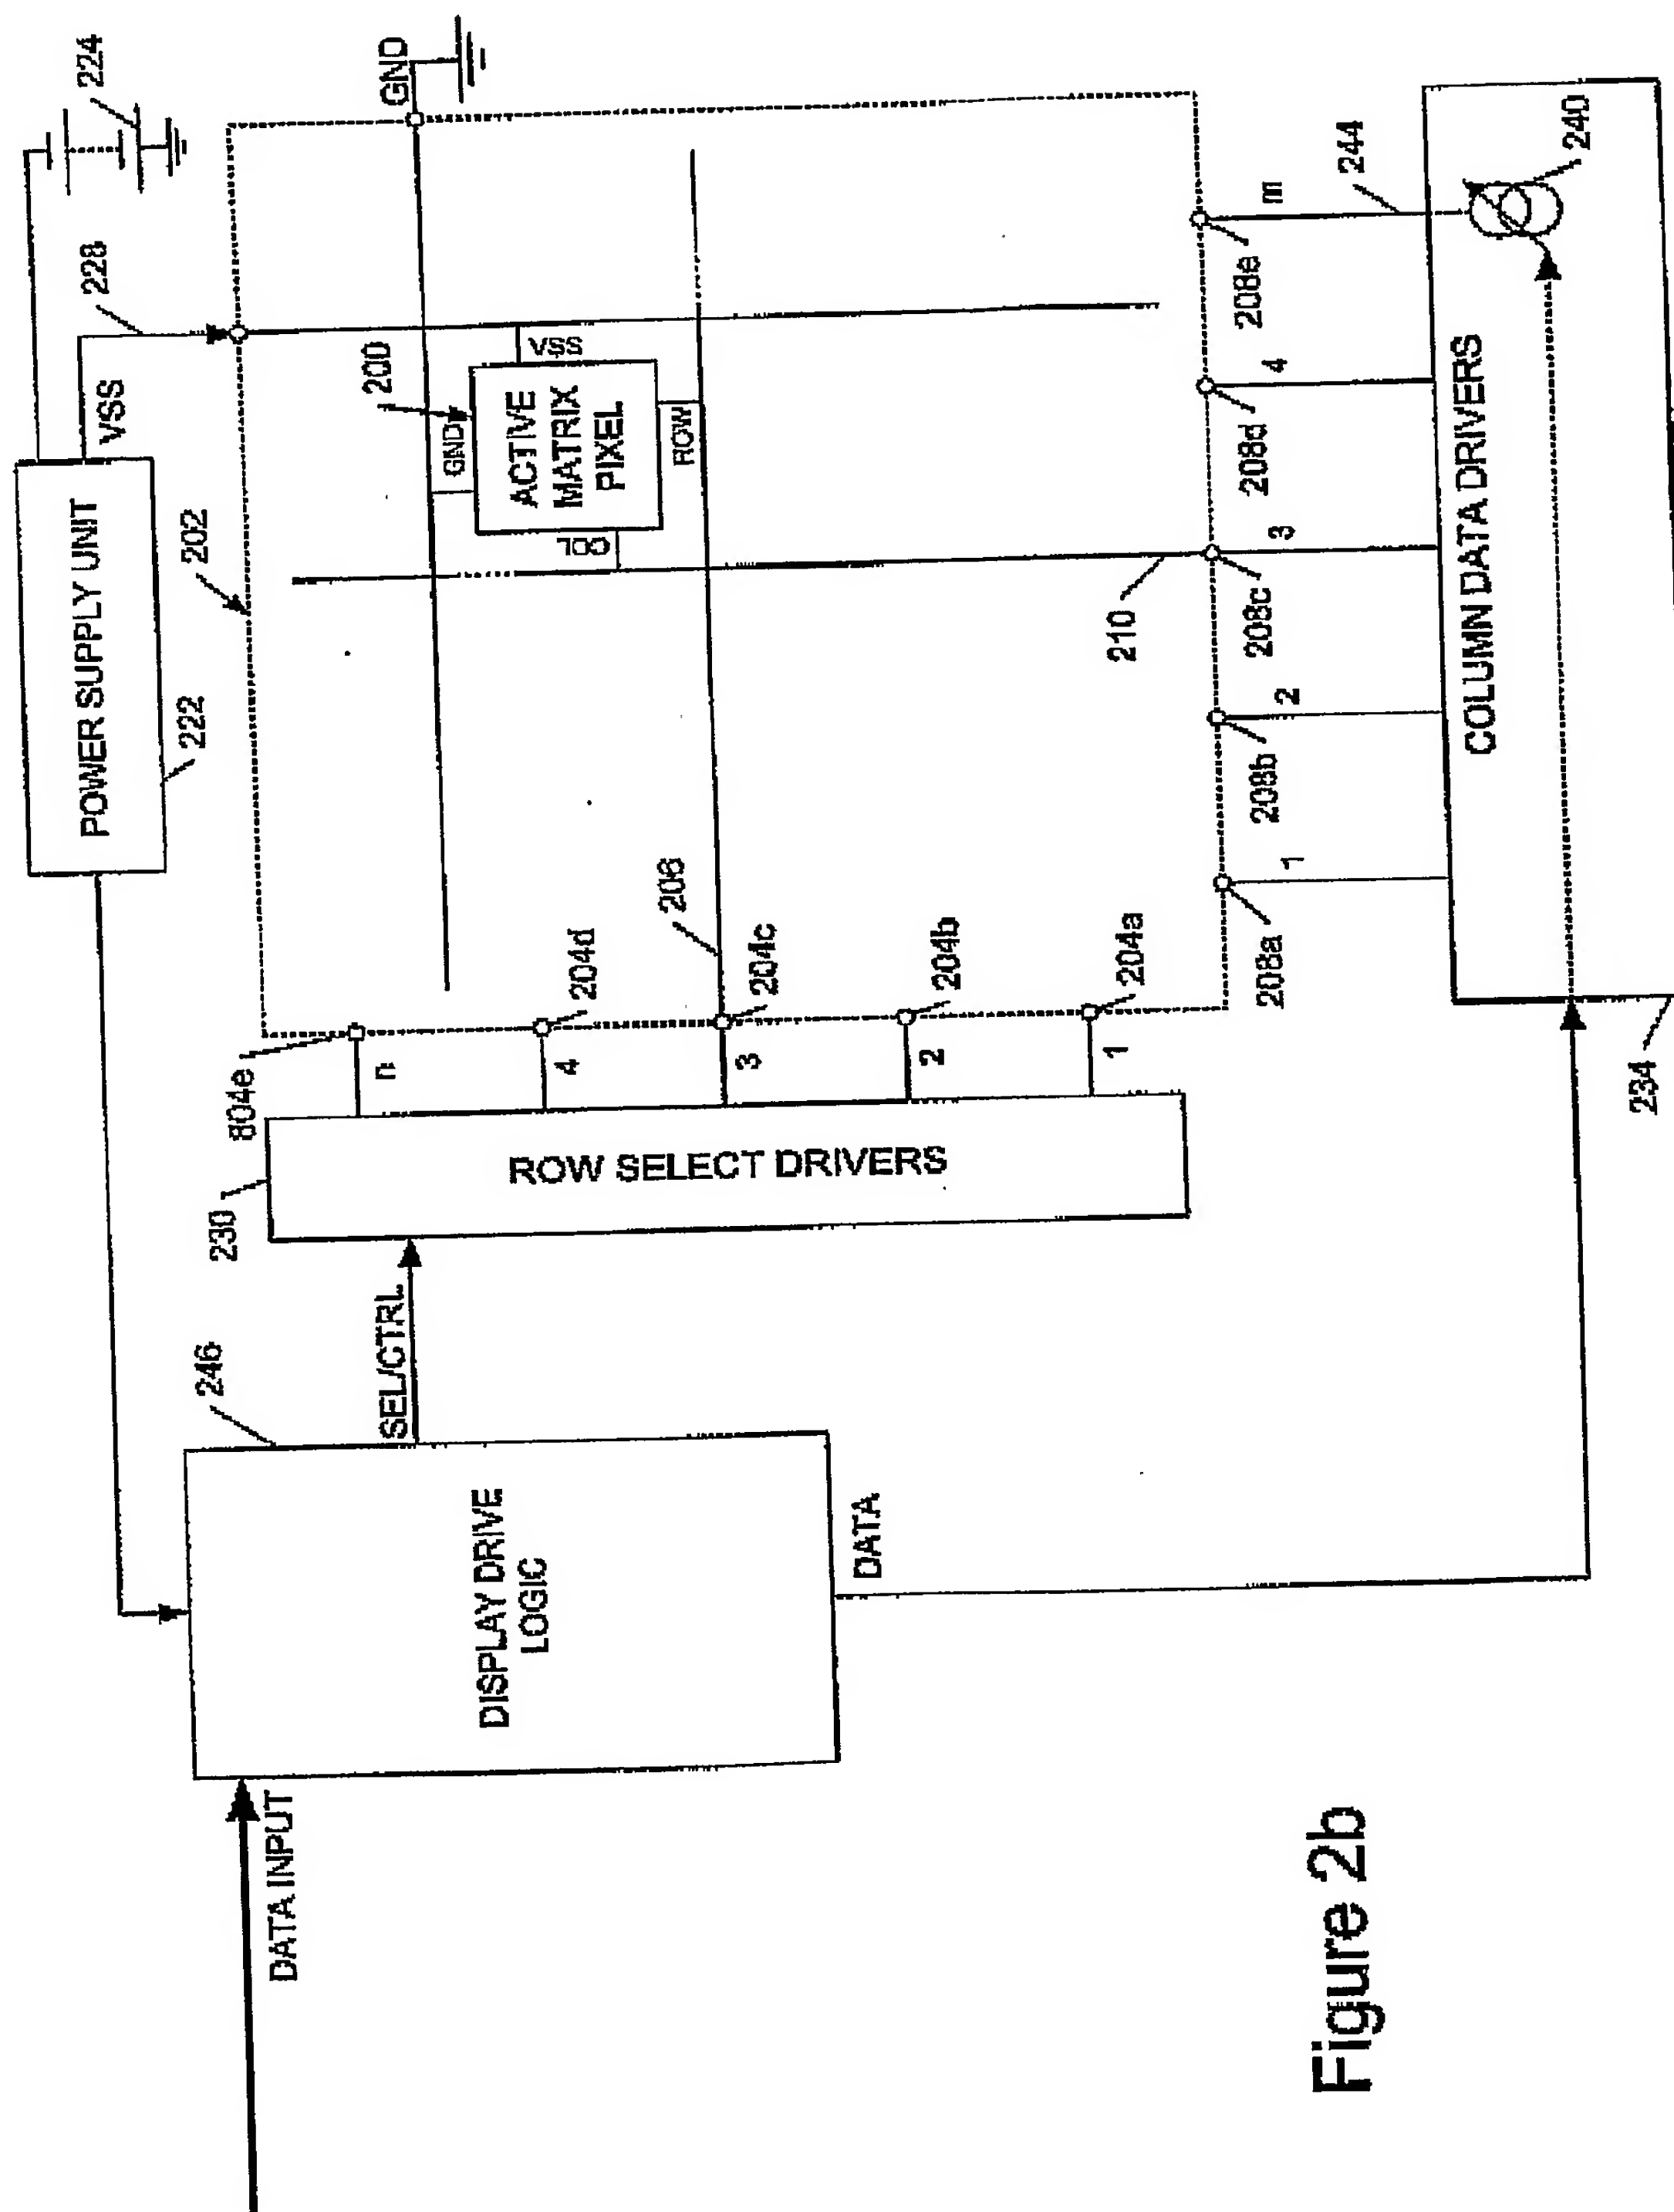 224
228
VSS
POWER SUPPLY UNIT
222
202
GND
200
GND
VSS
ACTIVE
MATRIX
PIXEL
COL
ROW
206
210
804e
204d
204c
204b
204a
n
4
3
2
1
230
ROW SELECT DRIVERS
SEL/CTRL
246
DISPLAY DRIVE
LOGIC
DATA INPUT
DATA
208a
208b
208c
208d
208e
1
2
3
4
m
244
COLUMN DATA DRIVERS
240
234
Figure 2b